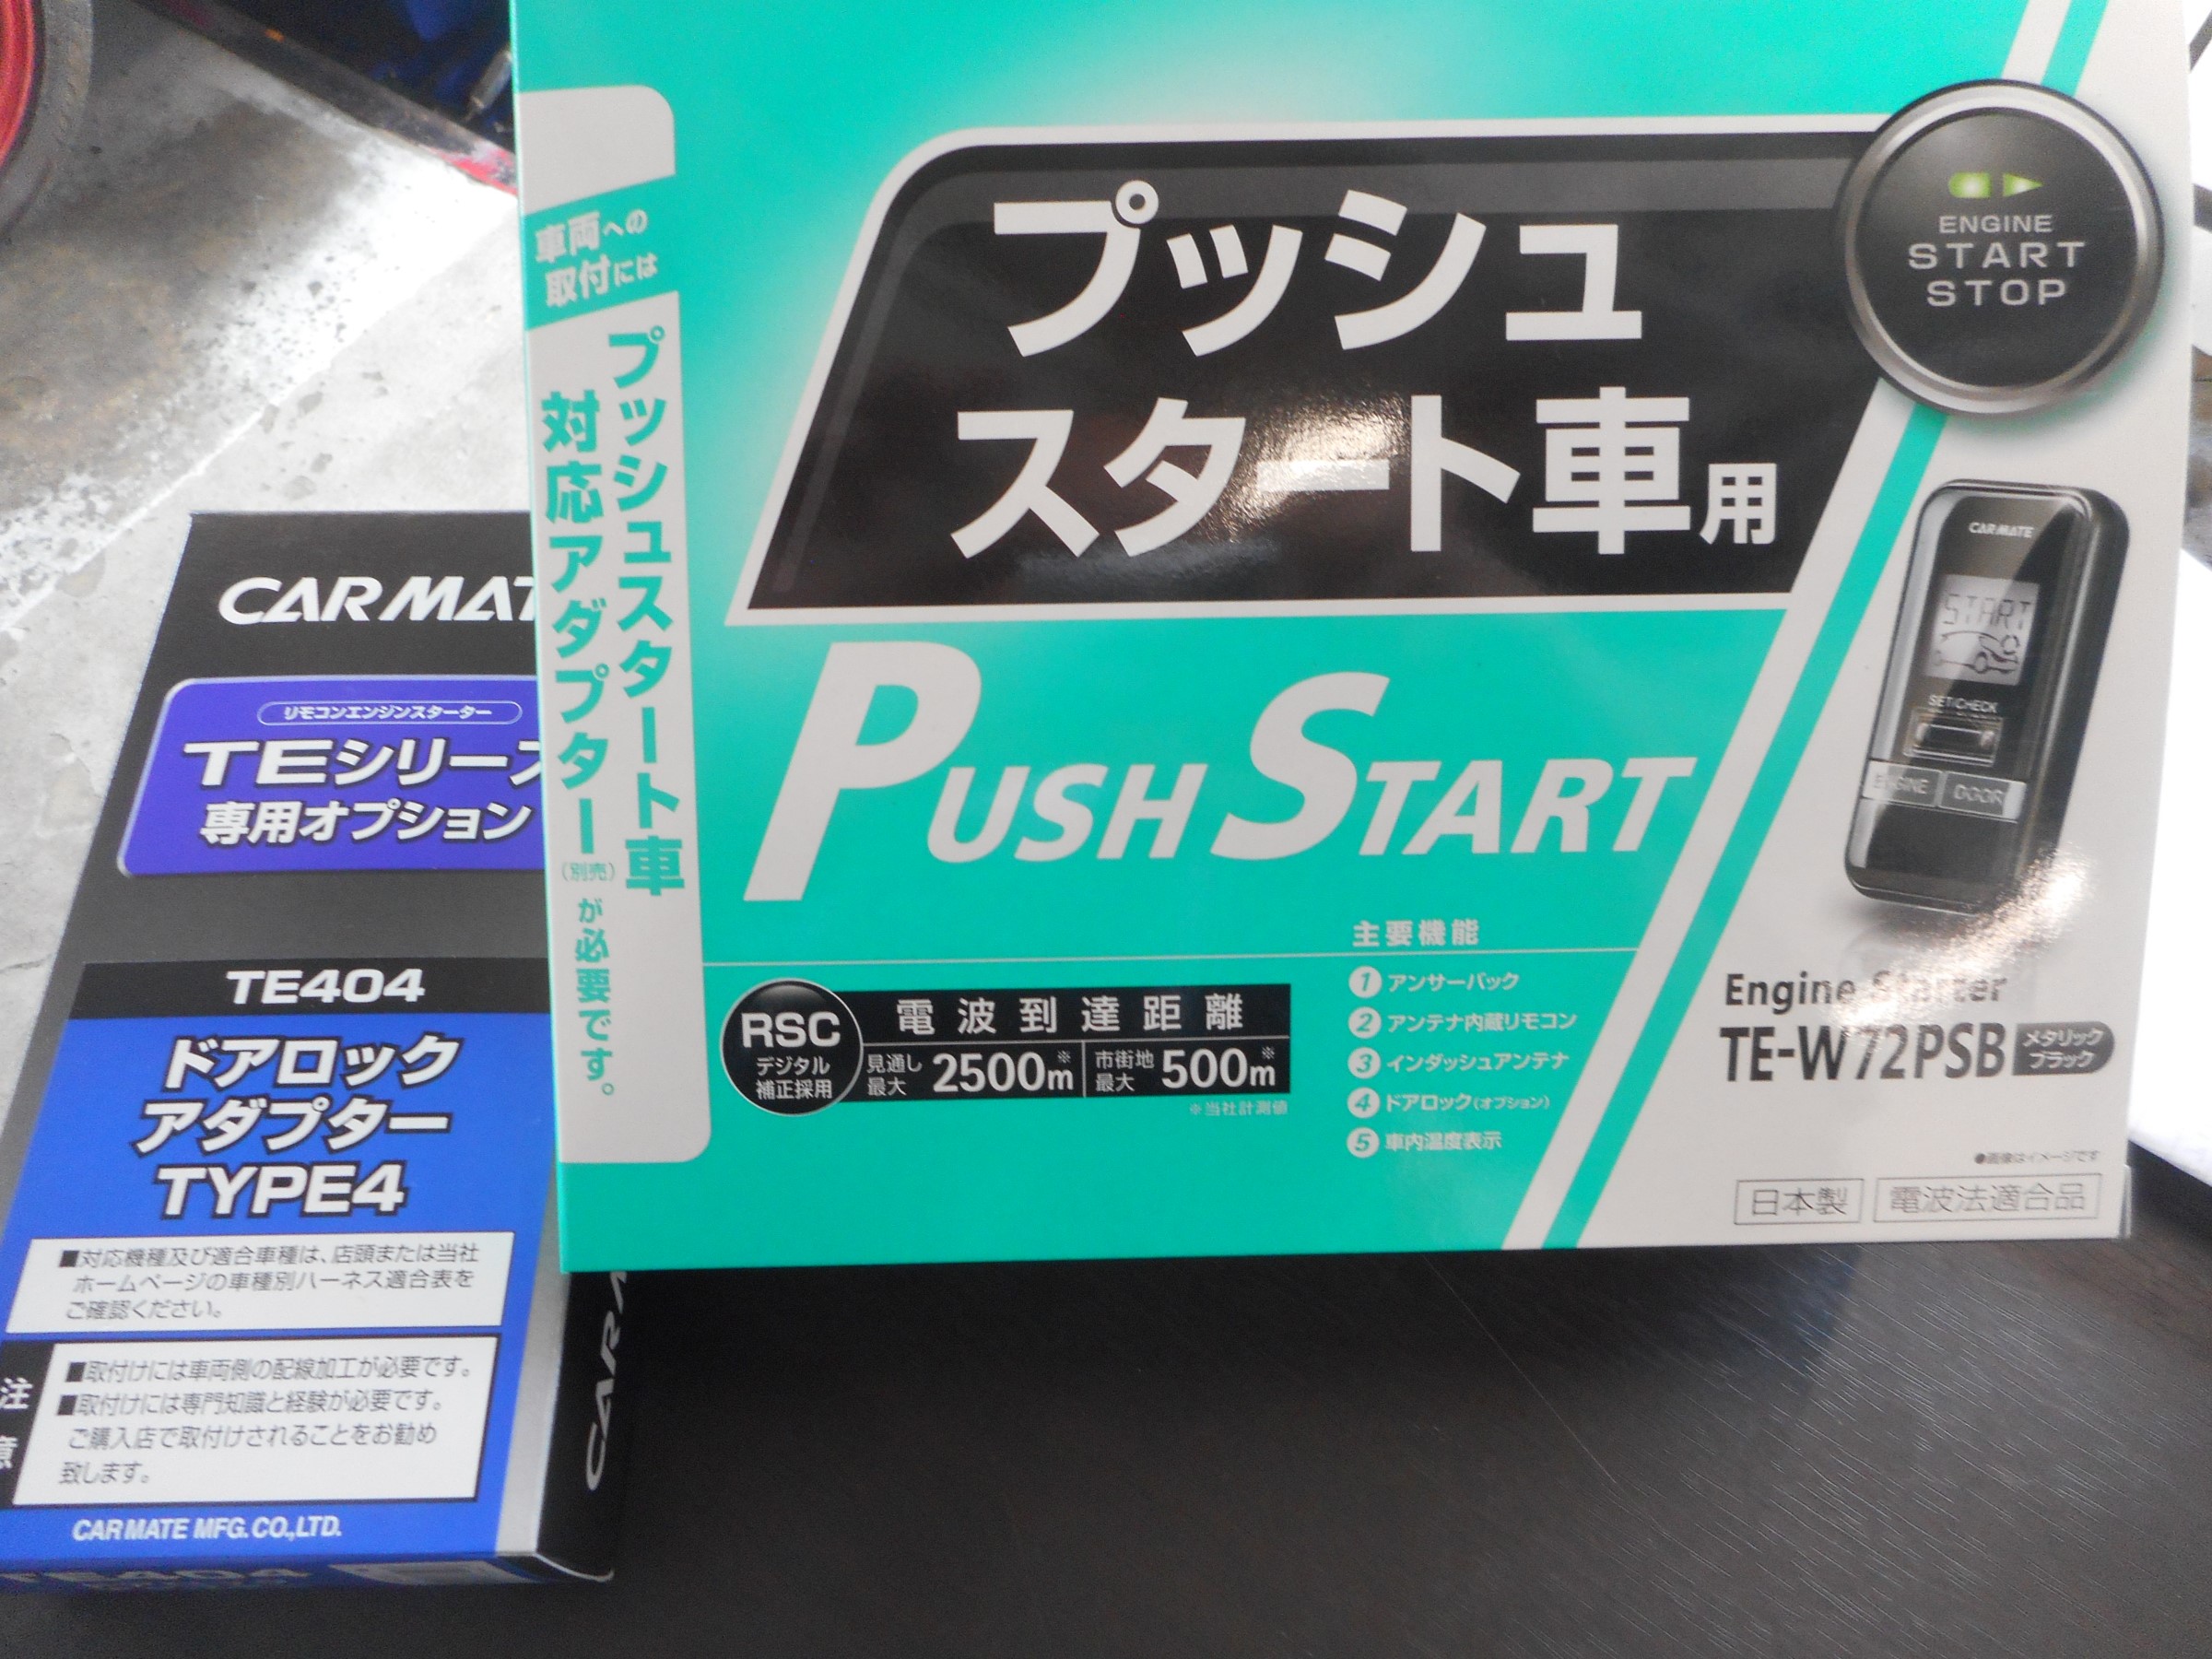 車両への
取付には
プッシュスタート車
対応アダプター
(別売)
が必要です。
プッシュ
スタート車用
PUSH START
ENGINE
START
STOP
CARMATE
START
SET/CHECK
ENGINE DOOR
RSC
デジタル
補正採用
電波到達距離
見通し
最大 2500m※
市街地
最大 500m※
※当社計測値
主要機能
1 アンサーバック
2 アンテナ内蔵リモコン
3 インダッシュアンテナ
4 ドアロック(オプション)
5 車内温度表示
Engine Starter
TE-W72PSB
メタリック
ブラック
●画像はイメージです
日本製 電波法適合品
CARMAT
リモコンエンジンスターター
TEシリーズ
専用オプション
TE404
ドアロック
アダプター
TYPE4
■対応機種及び適合車種は、店頭または当社
ホームページの車種別ハーネス適合表を
ご確認ください。
注意
■取付けには車両側の配線加工が必要です。
■取付けには専門知識と経験が必要です。
ご購入店で取付けされることをお勧め
致します。
CARMATE MFG.CO.,LTD.
TE404
CARM